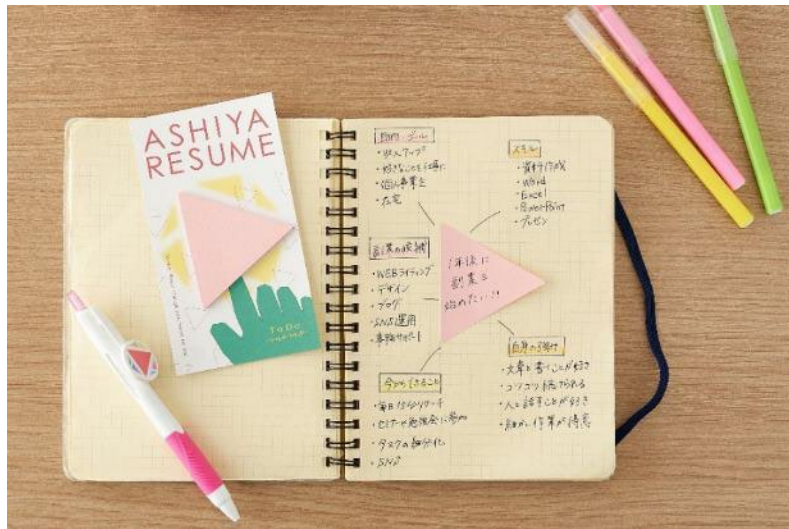 ASHIYA
RESUME
To Do
目的・ゴール
・収入アップ
・好きなことを仕事に
・個人事業主
・在宅
スキル
・資料作成
・Word
・Excel
・PowerPoint
・プレゼン
副業の候補
・WEBライティング
・デザイン
・ブログ
・SNS運用
・事務サポート
1年後に
副業を
始めたい!!
自身の強み
・文章を書くことが好き
・コツコツ続けられる
・人と話すことが好き
・細かい作業が得意
今からできること
・毎日15分リサーチ
・セミナーや勉強会に参加
・タスクの細分化
・SNS